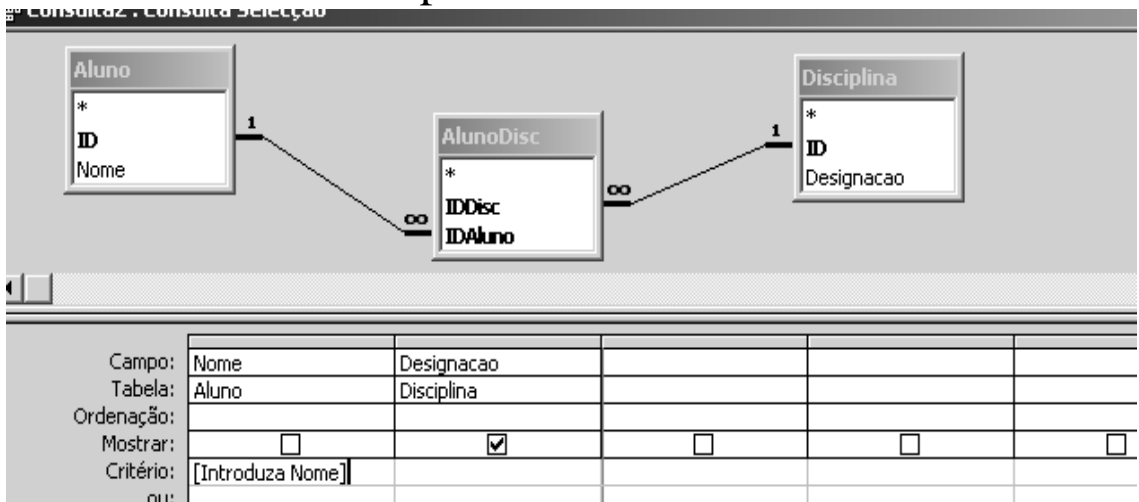 Consulta2 : Consulta Selecção
Aluno
*
ID
Nome
1
∞
AlunoDisc
*
IDDisc
IDAluno
∞
1
Disciplina
*
ID
Designacao
Campo: Nome Designacao
Tabela: Aluno Disciplina
Ordenação:
Mostrar:
Critério: [Introduza Nome]
ou: